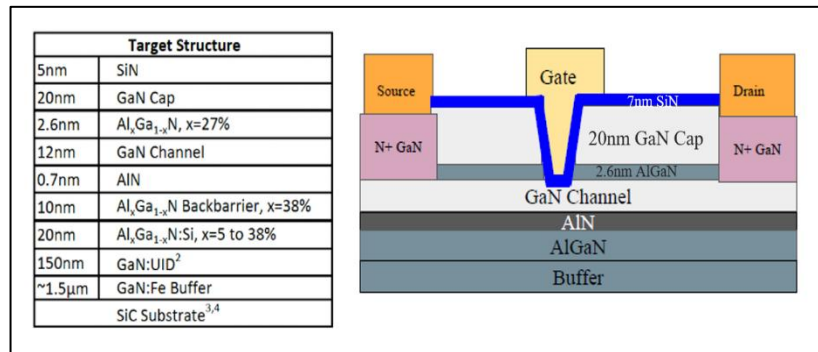 Target Structure
5nm SiN
20nm GaN Cap
2.6nm AlₓGa₁₋ₓN, x=27%
12nm GaN Channel
0.7nm AlN
10nm AlₓGa₁₋ₓN Backbarrier, x=38%
20nm AlₓGa₁₋ₓN:Si, x=5 to 38%
150nm GaN:UID²
~1.5μm GaN:Fe Buffer
SiC Substrate³,⁴
Source
Gate
Drain
7nm SiN
N+ GaN
20nm GaN Cap
N+ GaN
2.6nm AlGaN
GaN Channel
AlN
AlGaN
Buffer